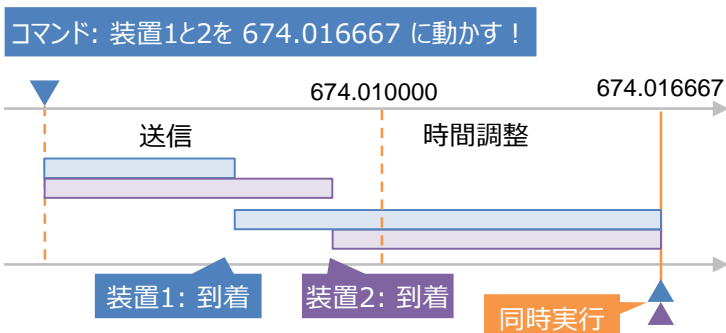 コマンド: 装置1と2を 674.016667 に動かす！
674.010000
674.016667
送信
時間調整
装置1: 到着
装置2: 到着
同時実行